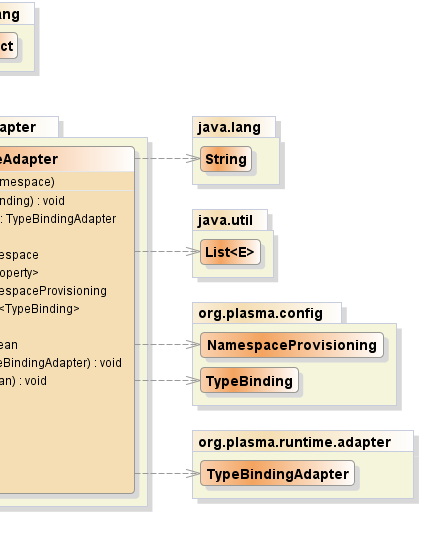 ang
ct
apter
eAdapter
mespace)
nding) : void
: TypeBindingAdapter
espace
operty>
espaceProvisioning
<TypeBinding>
ean
eBindingAdapter) : void
an) : void
java.lang
String
java.util
List<E>
org.plasma.config
NamespaceProvisioning
TypeBinding
org.plasma.runtime.adapter
TypeBindingAdapter